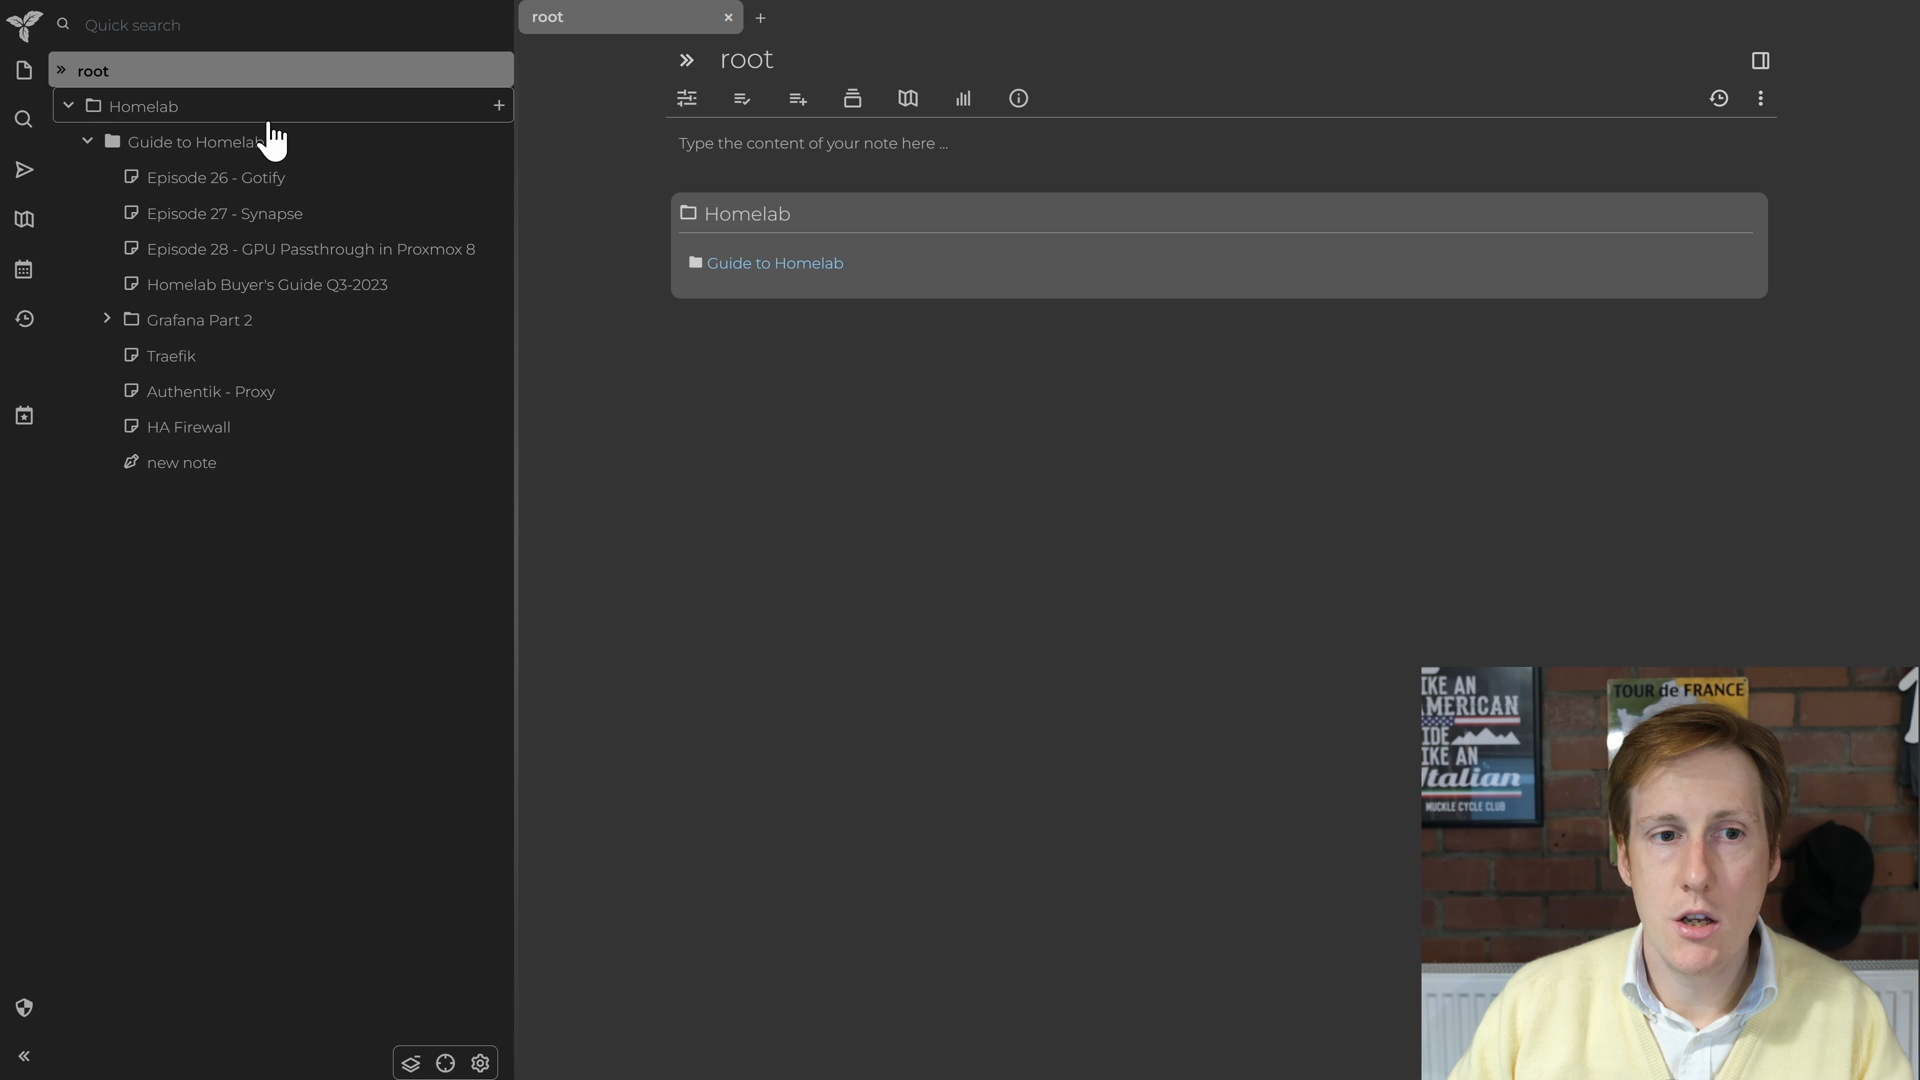 Quick search
root
Homelab
Guide to Homelab
Episode 26 - Gotify
Episode 27 - Synapse
Episode 28 - GPU Passthrough in Proxmox 8
Homelab Buyer's Guide Q3-2023
Grafana Part 2
Traefik
Authentik - Proxy
HA Firewall
new note
root
root
Type the content of your note here ...
Homelab
Guide to Homelab
IKE AN
MERICAN
IDE
IKE AN
Italian
MUCKLE CYCLE CLUB
TOUR de FRANCE